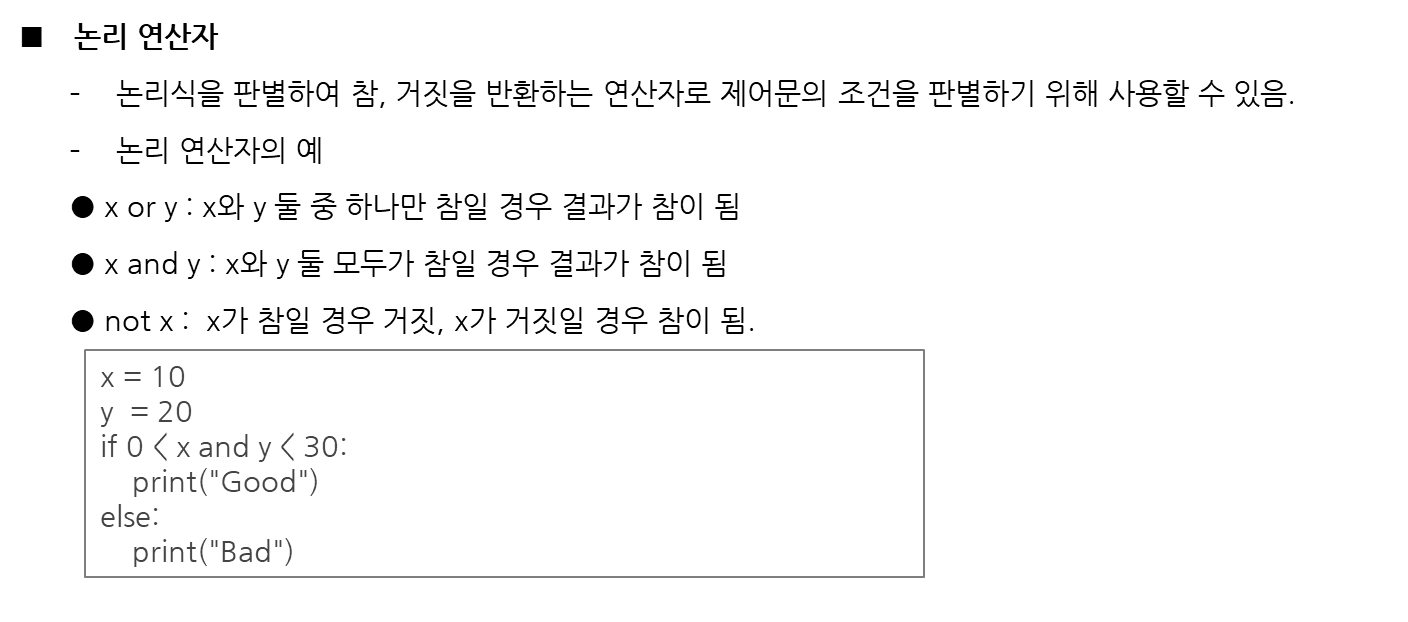 ■ 논리 연산자
- 논리식을 판별하여 참, 거짓을 반환하는 연산자로 제어문의 조건을 판별하기 위해 사용할 수 있음.
- 논리 연산자의 예
● x or y : x와 y 둘 중 하나만 참일 경우 결과가 참이 됨
● x and y : x와 y 둘 모두가 참일 경우 결과가 참이 됨
● not x :  x가 참일 경우 거짓, x가 거짓일 경우 참이 됨.
x = 10
y  = 20
if 0 < x and y < 30:
    print("Good")
else:
    print("Bad")